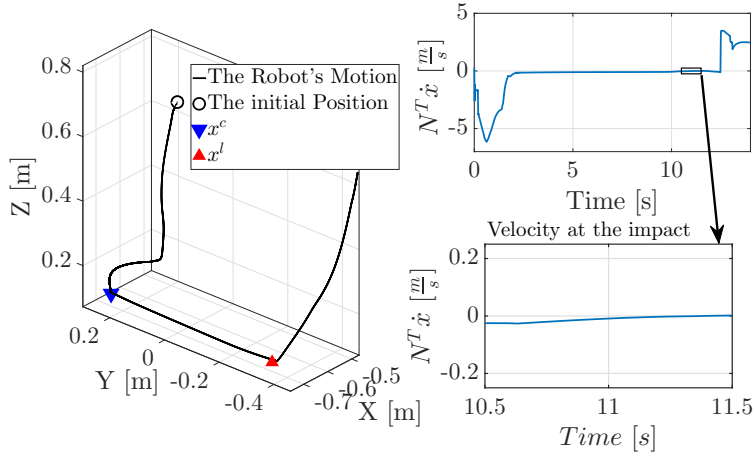 0.8
0.6
0.4
0.2
Z [m]
0.2
0
-0.2
-0.4
Y [m]
-0.7
-0.6
-0.5
X [m]
The Robot's Motion
The initial Position
x^c
x^l
5
0
-5
N^T ẋ [m/s]
0
5
10
Time [s]
Velocity at the impact
0.2
0
-0.2
N^T ẋ [m/s]
10.5
11
11.5
Time [s]